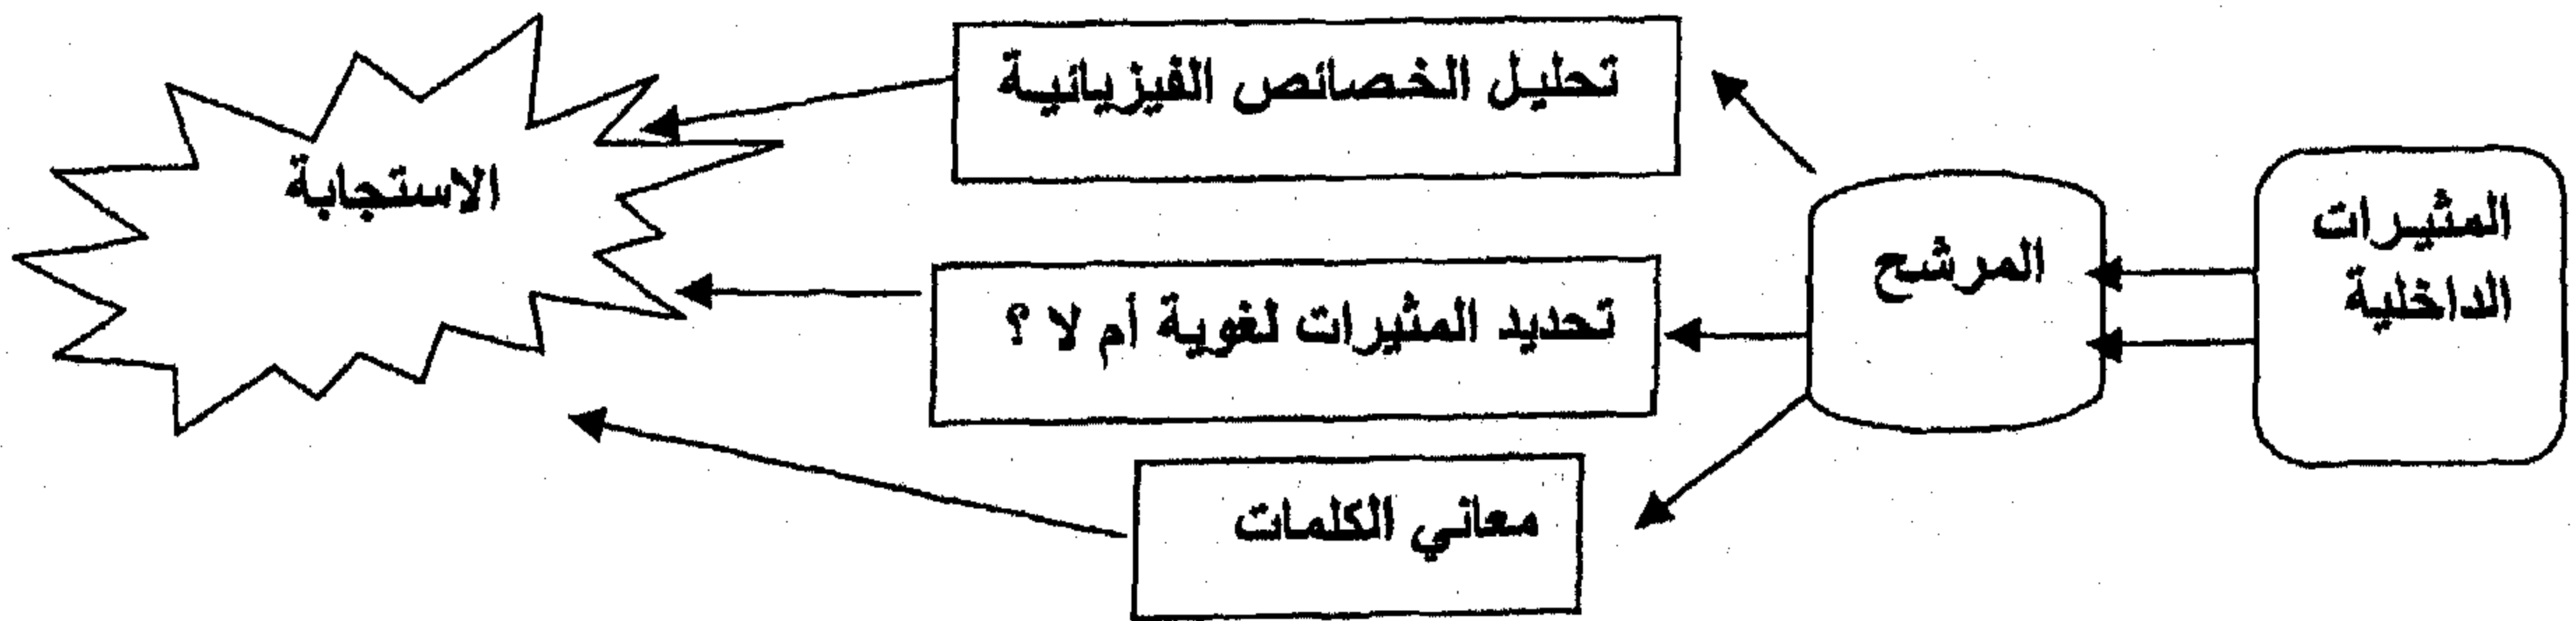 المثيرات
الداخلية
المرشح
تحليل الخصائص الفيزيائية
تحديد المثيرات لغوية أم لا ؟
معاني الكلمات
الاستجابة